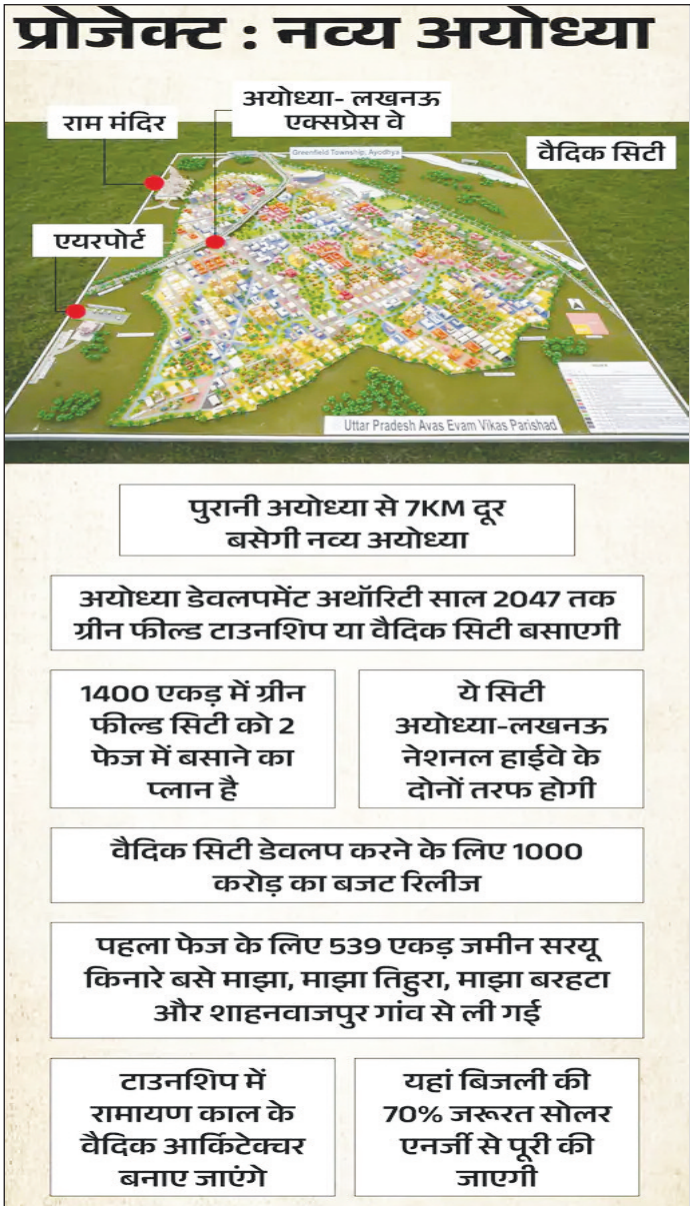 प्रोजेक्ट : नव्य अयोध्या
अयोध्या- लखनऊ
एक्सप्रेस वे
राम मंदिर
Greenfield Township, Ayodhya
वैदिक सिटी
एयरपोर्ट
Uttar Pradesh Avas Evam Vikas Parishad
पुरानी अयोध्या से 7KM दूर
बसेगी नव्य अयोध्या
अयोध्या डेवलपमेंट अथॉरिटी साल 2047 तक
ग्रीन फील्ड टाउनशिप या वैदिक सिटी बसाएगी
1400 एकड़ में ग्रीन
फील्ड सिटी को 2
फेज में बसाने का
प्लान है
ये सिटी
अयोध्या-लखनऊ
नेशनल हाईवे के
दोनों तरफ होगी
वैदिक सिटी डेवलप करने के लिए 1000
करोड़ का बजट रिलीज
पहला फेज के लिए 539 एकड़ जमीन सरयू
किनारे बसे माझा, माझा तिहुरा, माझा बरहटा
और शाहनवाजपुर गांव से ली गई
टाउनशिप में
रामायण काल के
वैदिक आर्किटेक्चर
बनाए जाएंगे
यहां बिजली की
70% जरूरत सोलर
एनर्जी से पूरी की
जाएगी